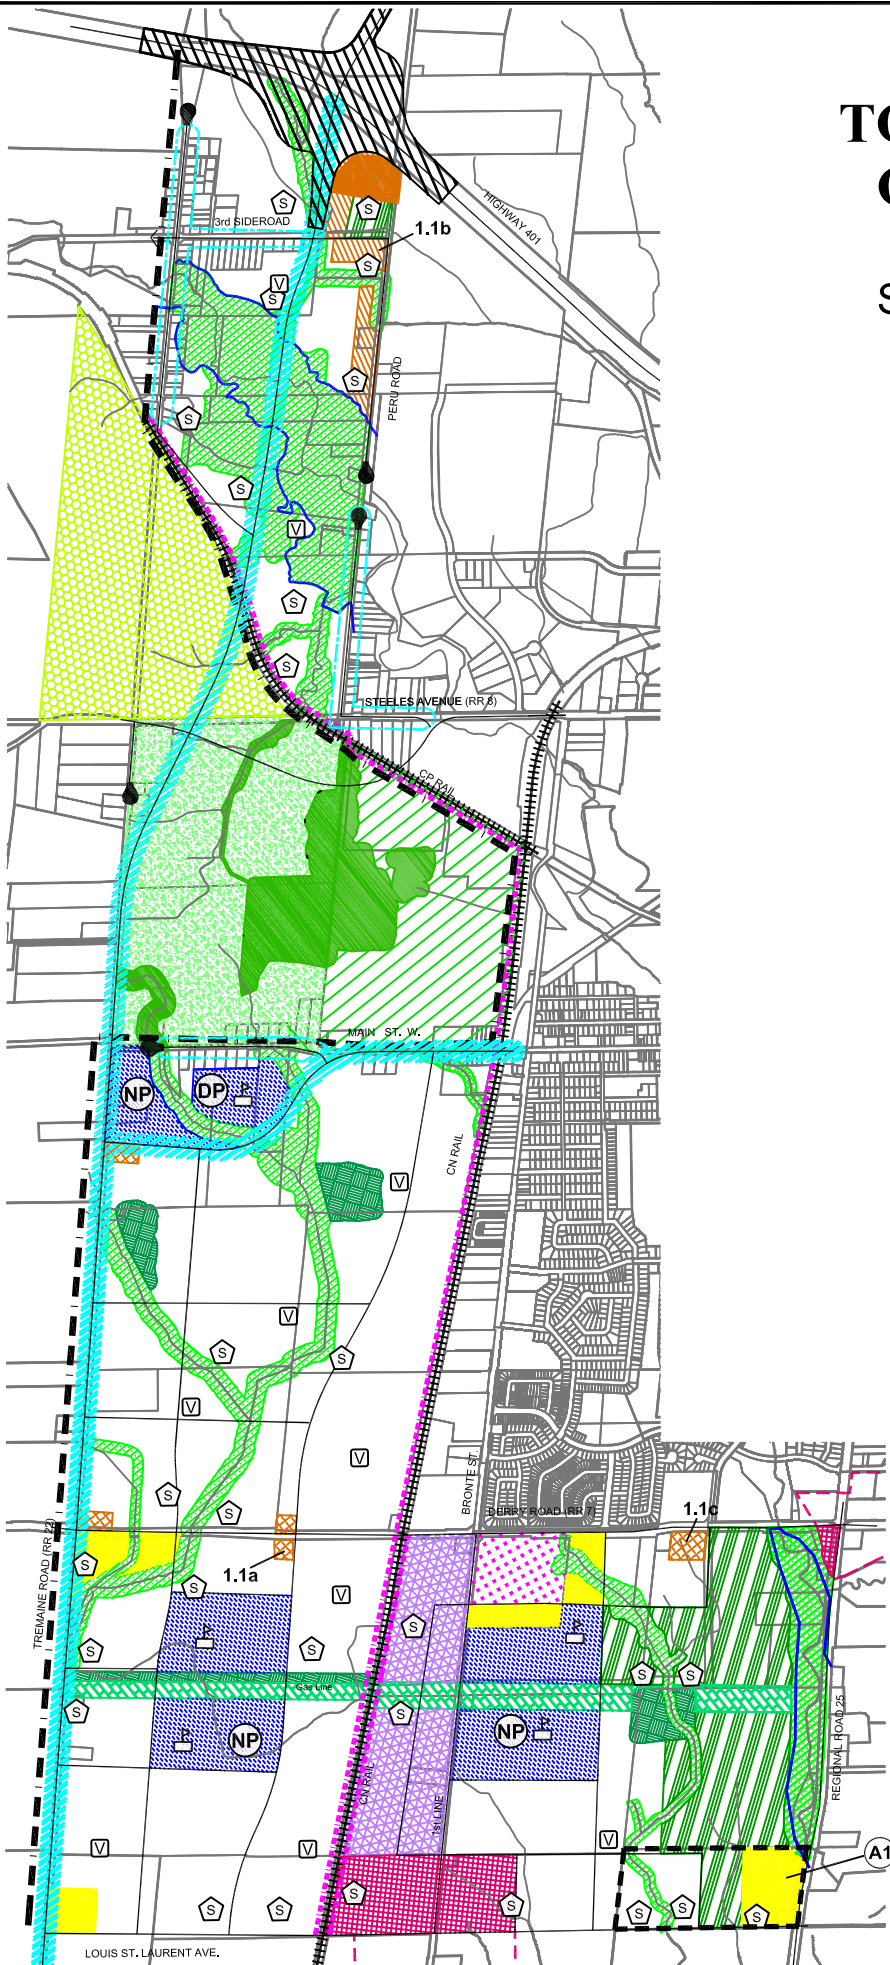 TO
S
HIGHWAY 401
3rd SIDEROAD
1.1b
S
S
S
V
S
PERU ROAD
S
S
S
V
S
S
STEELES AVENUE (RR 8)
CP RAIL
MAIN ST. W.
NP
DP
CN RAIL
V
V
S
S
V
V
BRONTE ST.
S
S
DERRY ROAD (RR 7)
1.1c
TREMAINE ROAD (RR 22)
S
1.1a
S
V
S
S
S
S
S
Gas Line
S
S
NP
NP
REGIONAL ROAD 25
CN RAIL
1st LINE
V
V
V
A1
S
S
S
S
S
S
S
LOUIS ST. LAURENT AVE.